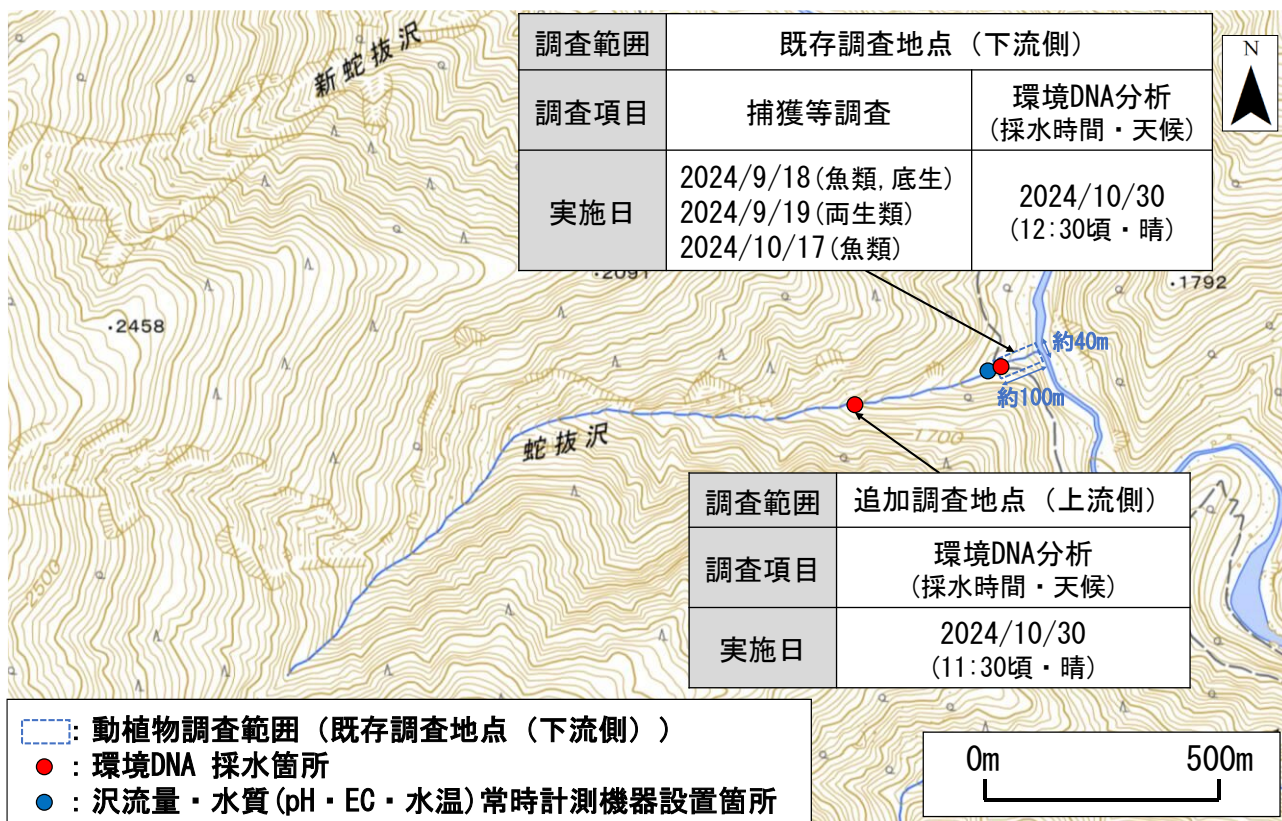 新蛇抜沢
調査範囲 既存調査地点(下流側)
調査項目 捕獲等調査 環境DNA分析
(採水時間・天候)
実施日 2024/9/18(魚類,底生)
2024/9/19(両生類)
2024/10/17(魚類)
2024/10/30
(12:30頃・晴)
N
・2091
・1792
・2458
約40m
約100m
1700
蛇抜沢
調査範囲 追加調査地点(上流側)
調査項目 環境DNA分析
(採水時間・天候)
実施日 2024/10/30
(11:30頃・晴)
2500
:動植物調査範囲(既存調査地点(下流側))
:環境DNA 採水箇所
:沢流量・水質(pH・EC・水温)常時計測機器設置箇所
0m 500m